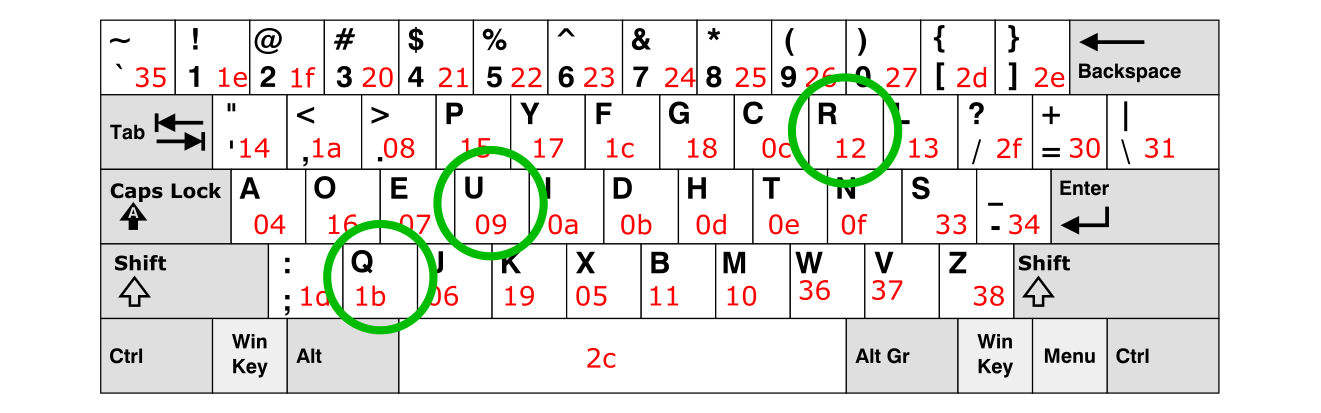 ~ ! @ # $ % ^ & * ( ) { }
` 35 1 1e 2 1f 3 20 4 21 5 22 6 23 7 24 8 25 9 26 0 27 [ 2d ] 2e Backspace
Tab " < > P Y F G C R L ? + |
' 14 , 1a . 08 15 17 1c 18 0c 12 13 / 2f = 30 \ 31
Caps Lock A O E U I D H T N S _ Enter
A 04 16 07 09 0a 0b 0d 0e 0f 33 - 34
Shift : Q J K X B M W V Z Shift
; 1d 1b 06 19 05 11 10 36 37 38
Ctrl Win Key Alt 2c Alt Gr Win Key Menu Ctrl